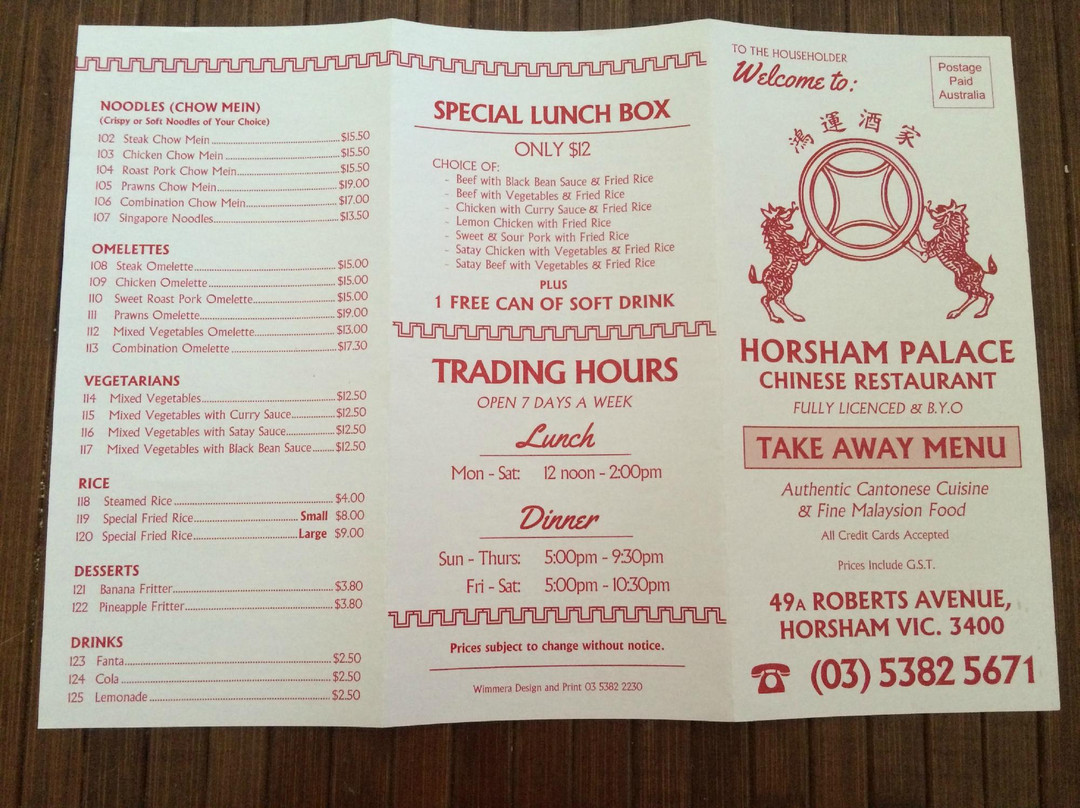 NOODLES (CHOW MEIN)
(Crispy or Soft Noodles of Your Choice)
102 Steak Chow Mein $15.50
103 Chicken Chow Mein $15.50
104 Roast Pork Chow Mein $15.50
105 Prawns Chow Mein $19.00
106 Combination Chow Mein $17.00
107 Singapore Noodles $13.50
OMELETTES
108 Steak Omelette $15.00
109 Chicken Omelette $15.00
110 Sweet Roast Pork Omelette $15.00
111 Prawns Omelette $19.00
112 Mixed Vegetables Omelette $13.00
113 Combination Omelette $17.30
VEGETARIANS
114 Mixed Vegetables $12.50
115 Mixed Vegetables with Curry Sauce $12.50
116 Mixed Vegetables with Satay Sauce $12.50
117 Mixed Vegetables with Black Bean Sauce $12.50
RICE
118 Steamed Rice $4.00
119 Special Fried Rice Small $8.00
120 Special Fried Rice Large $9.00
DESSERTS
121 Banana Fritter $3.80
122 Pineapple Fritter $3.80
DRINKS
123 Fanta $2.50
124 Cola $2.50
125 Lemonade $2.50
SPECIAL LUNCH BOX
ONLY $12
CHOICE OF:
- Beef with Black Bean Sauce & Fried Rice
- Beef with Vegetables & Fried Rice
- Chicken with Curry Sauce & Fried Rice
- Lemon Chicken with Fried Rice
- Sweet & Sour Pork with Fried Rice
- Satay Chicken with Vegetables & Fried Rice
- Satay Beef with Vegetables & Fried Rice
PLUS
1 FREE CAN OF SOFT DRINK
TRADING HOURS
OPEN 7 DAYS A WEEK
Lunch
Mon - Sat: 12 noon - 2:00pm
Dinner
Sun - Thurs: 5:00pm - 9:30pm
Fri - Sat: 5:00pm - 10:30pm
Prices subject to change without notice.
Wimmera Design and Print 03 5382 2230
TO THE HOUSEHOLDER
Welcome to:
Postage
Paid
Australia
鴻運酒家
HORSHAM PALACE
CHINESE RESTAURANT
FULLY LICENCED & B.Y.O
TAKE AWAY MENU
Authentic Cantonese Cuisine
& Fine Malaysion Food
All Credit Cards Accepted
Prices Include G.S.T.
49A ROBERTS AVENUE,
HORSHAM VIC. 3400
(03) 5382 5671